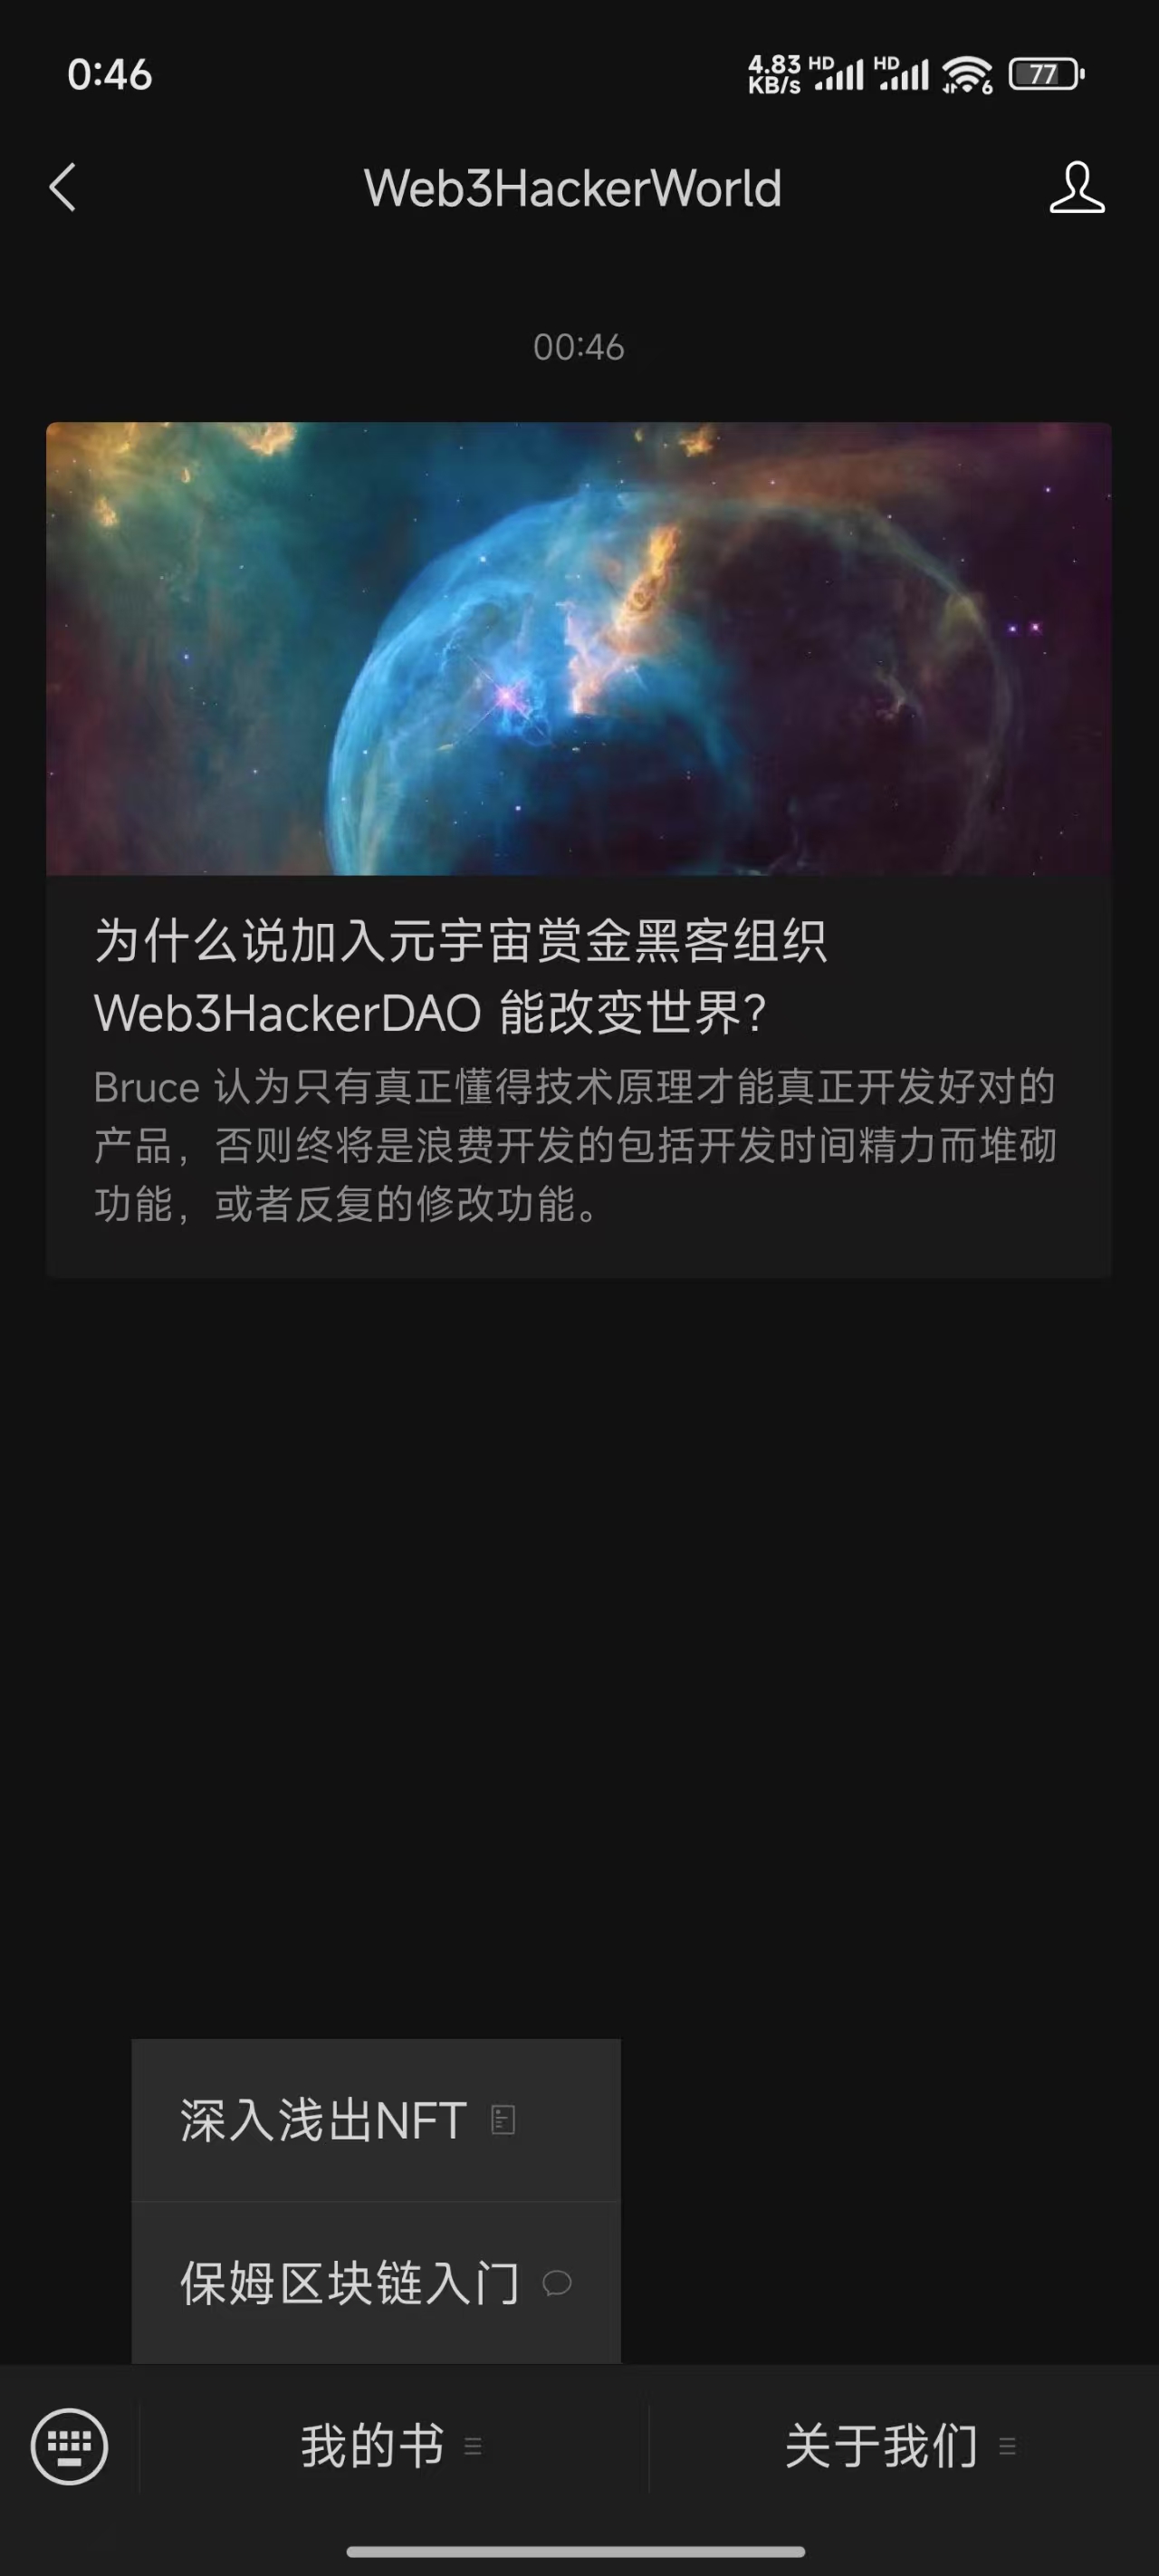 0:46
4.83 KB/s HD HD 6 77
Web3HackerWorld
00:46
为什么说加入元宇宙赏金黑客组织
Web3HackerDAO 能改变世界？
Bruce 认为只有真正懂得技术原理才能真正开发好对的
产品，否则终将是浪费开发的包括开发时间精力而堆砌
功能，或者反复的修改功能。
深入浅出NFT
保姆区块链入门
我的书
关于我们